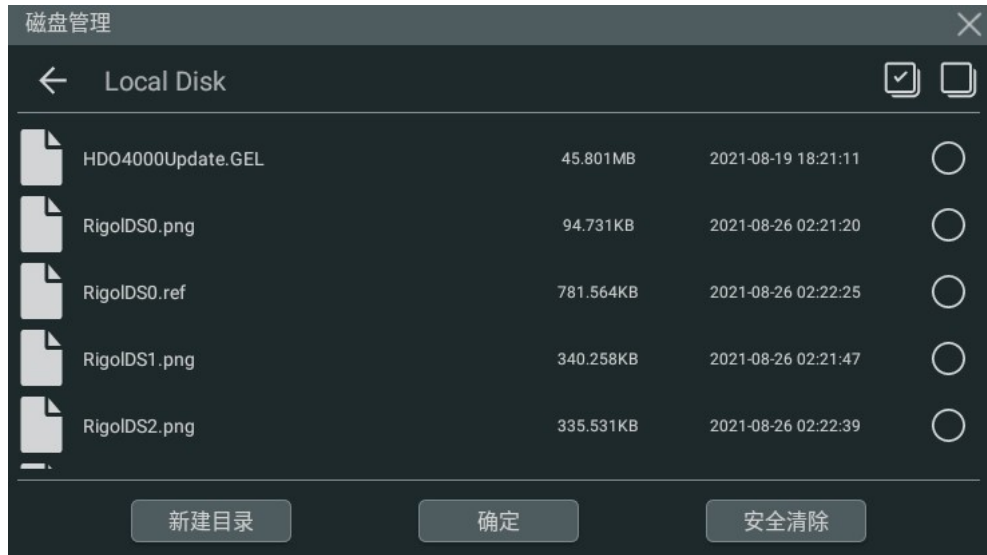 磁盘管理
Local Disk
HDO4000Update.GEL 45.801MB 2021-08-19 18:21:11
RigolDS0.png 94.731KB 2021-08-26 02:21:20
RigolDS0.ref 781.564KB 2021-08-26 02:22:25
RigolDS1.png 340.258KB 2021-08-26 02:21:47
RigolDS2.png 335.531KB 2021-08-26 02:22:39
新建目录 确定 安全清除